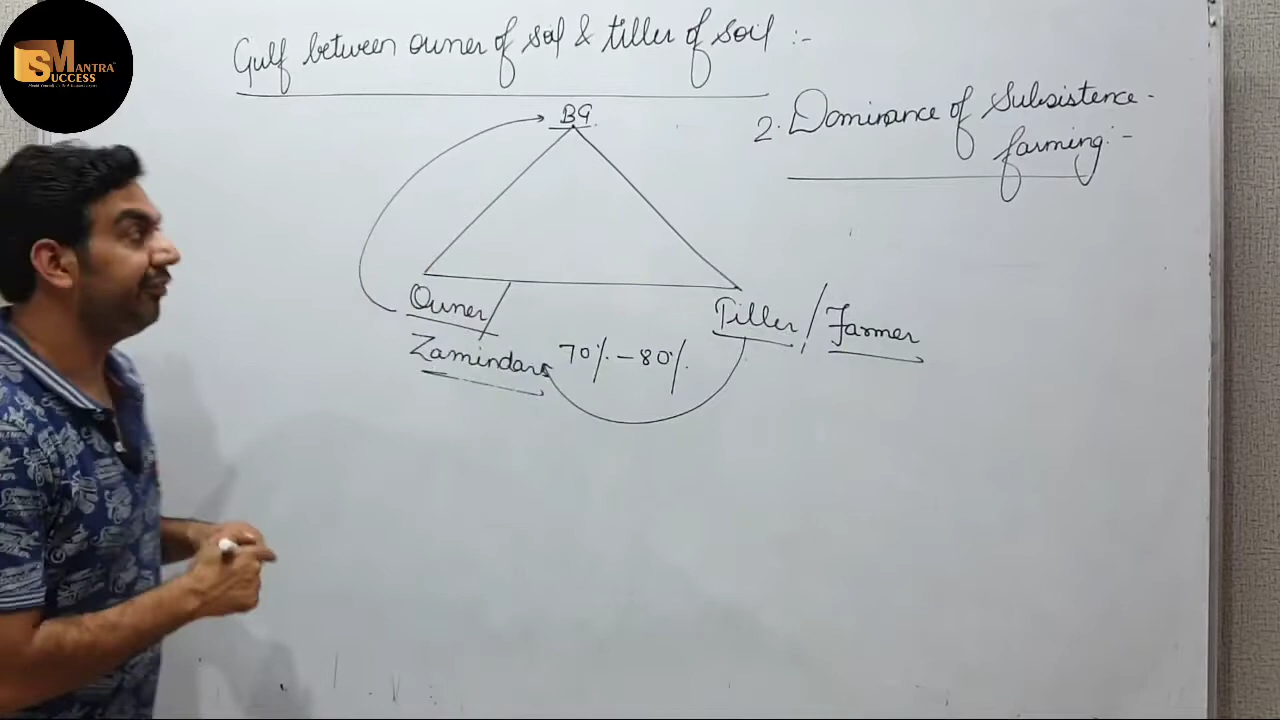 SMANTRA
SUCCESS
Gulf between owner of soil & tiller of soil :-
BG
2. Dominance of Subsistence
farming:-
Owner/
Zamindars
70% - 80%
Tiller / Farmer